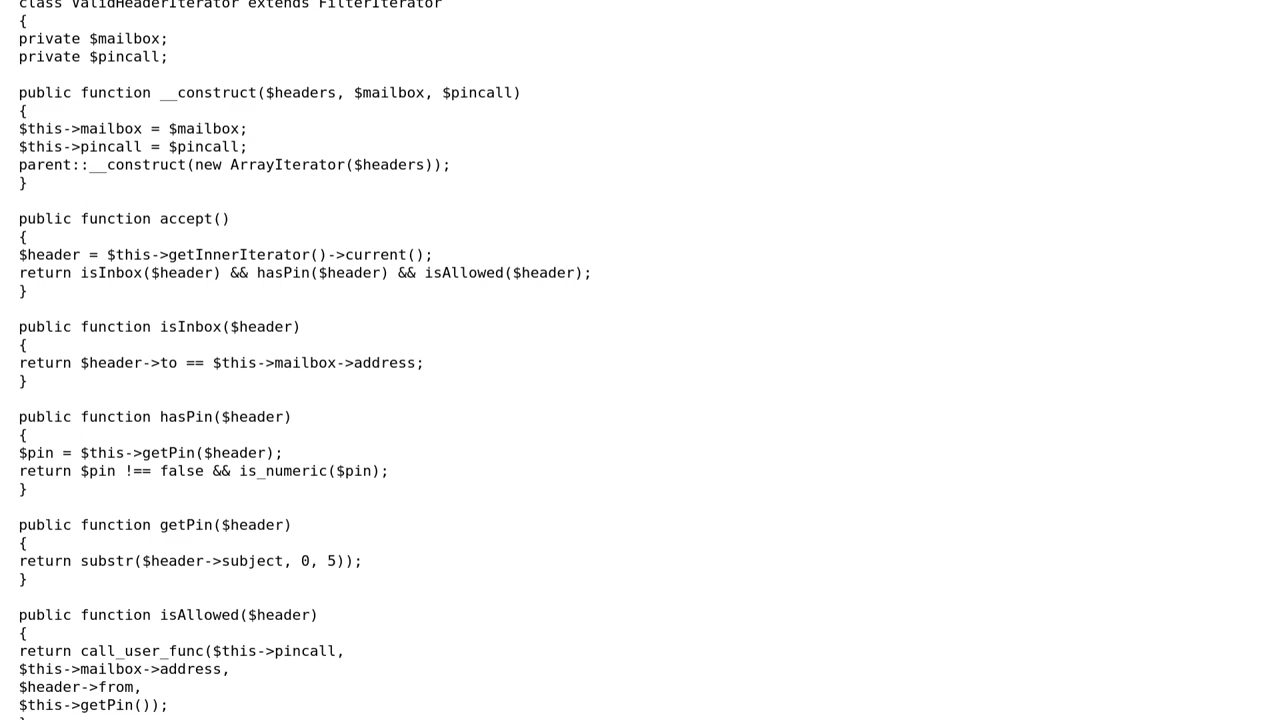 class ValidHeaderIterator extends FilterIterator
{
private $mailbox;
private $pincall;

public function __construct($headers, $mailbox, $pincall)
{
$this->mailbox = $mailbox;
$this->pincall = $pincall;
parent::__construct(new ArrayIterator($headers));
}

public function accept()
{
$header = $this->getInnerIterator()->current();
return isInbox($header) && hasPin($header) && isAllowed($header);
}

public function isInbox($header)
{
return $header->to == $this->mailbox->address;
}

public function hasPin($header)
{
$pin = $this->getPin($header);
return $pin !== false && is_numeric($pin);
}

public function getPin($header)
{
return substr($header->subject, 0, 5));
}

public function isAllowed($header)
{
return call_user_func($this->pincall,
$this->mailbox->address,
$header->from,
$this->getPin());
}